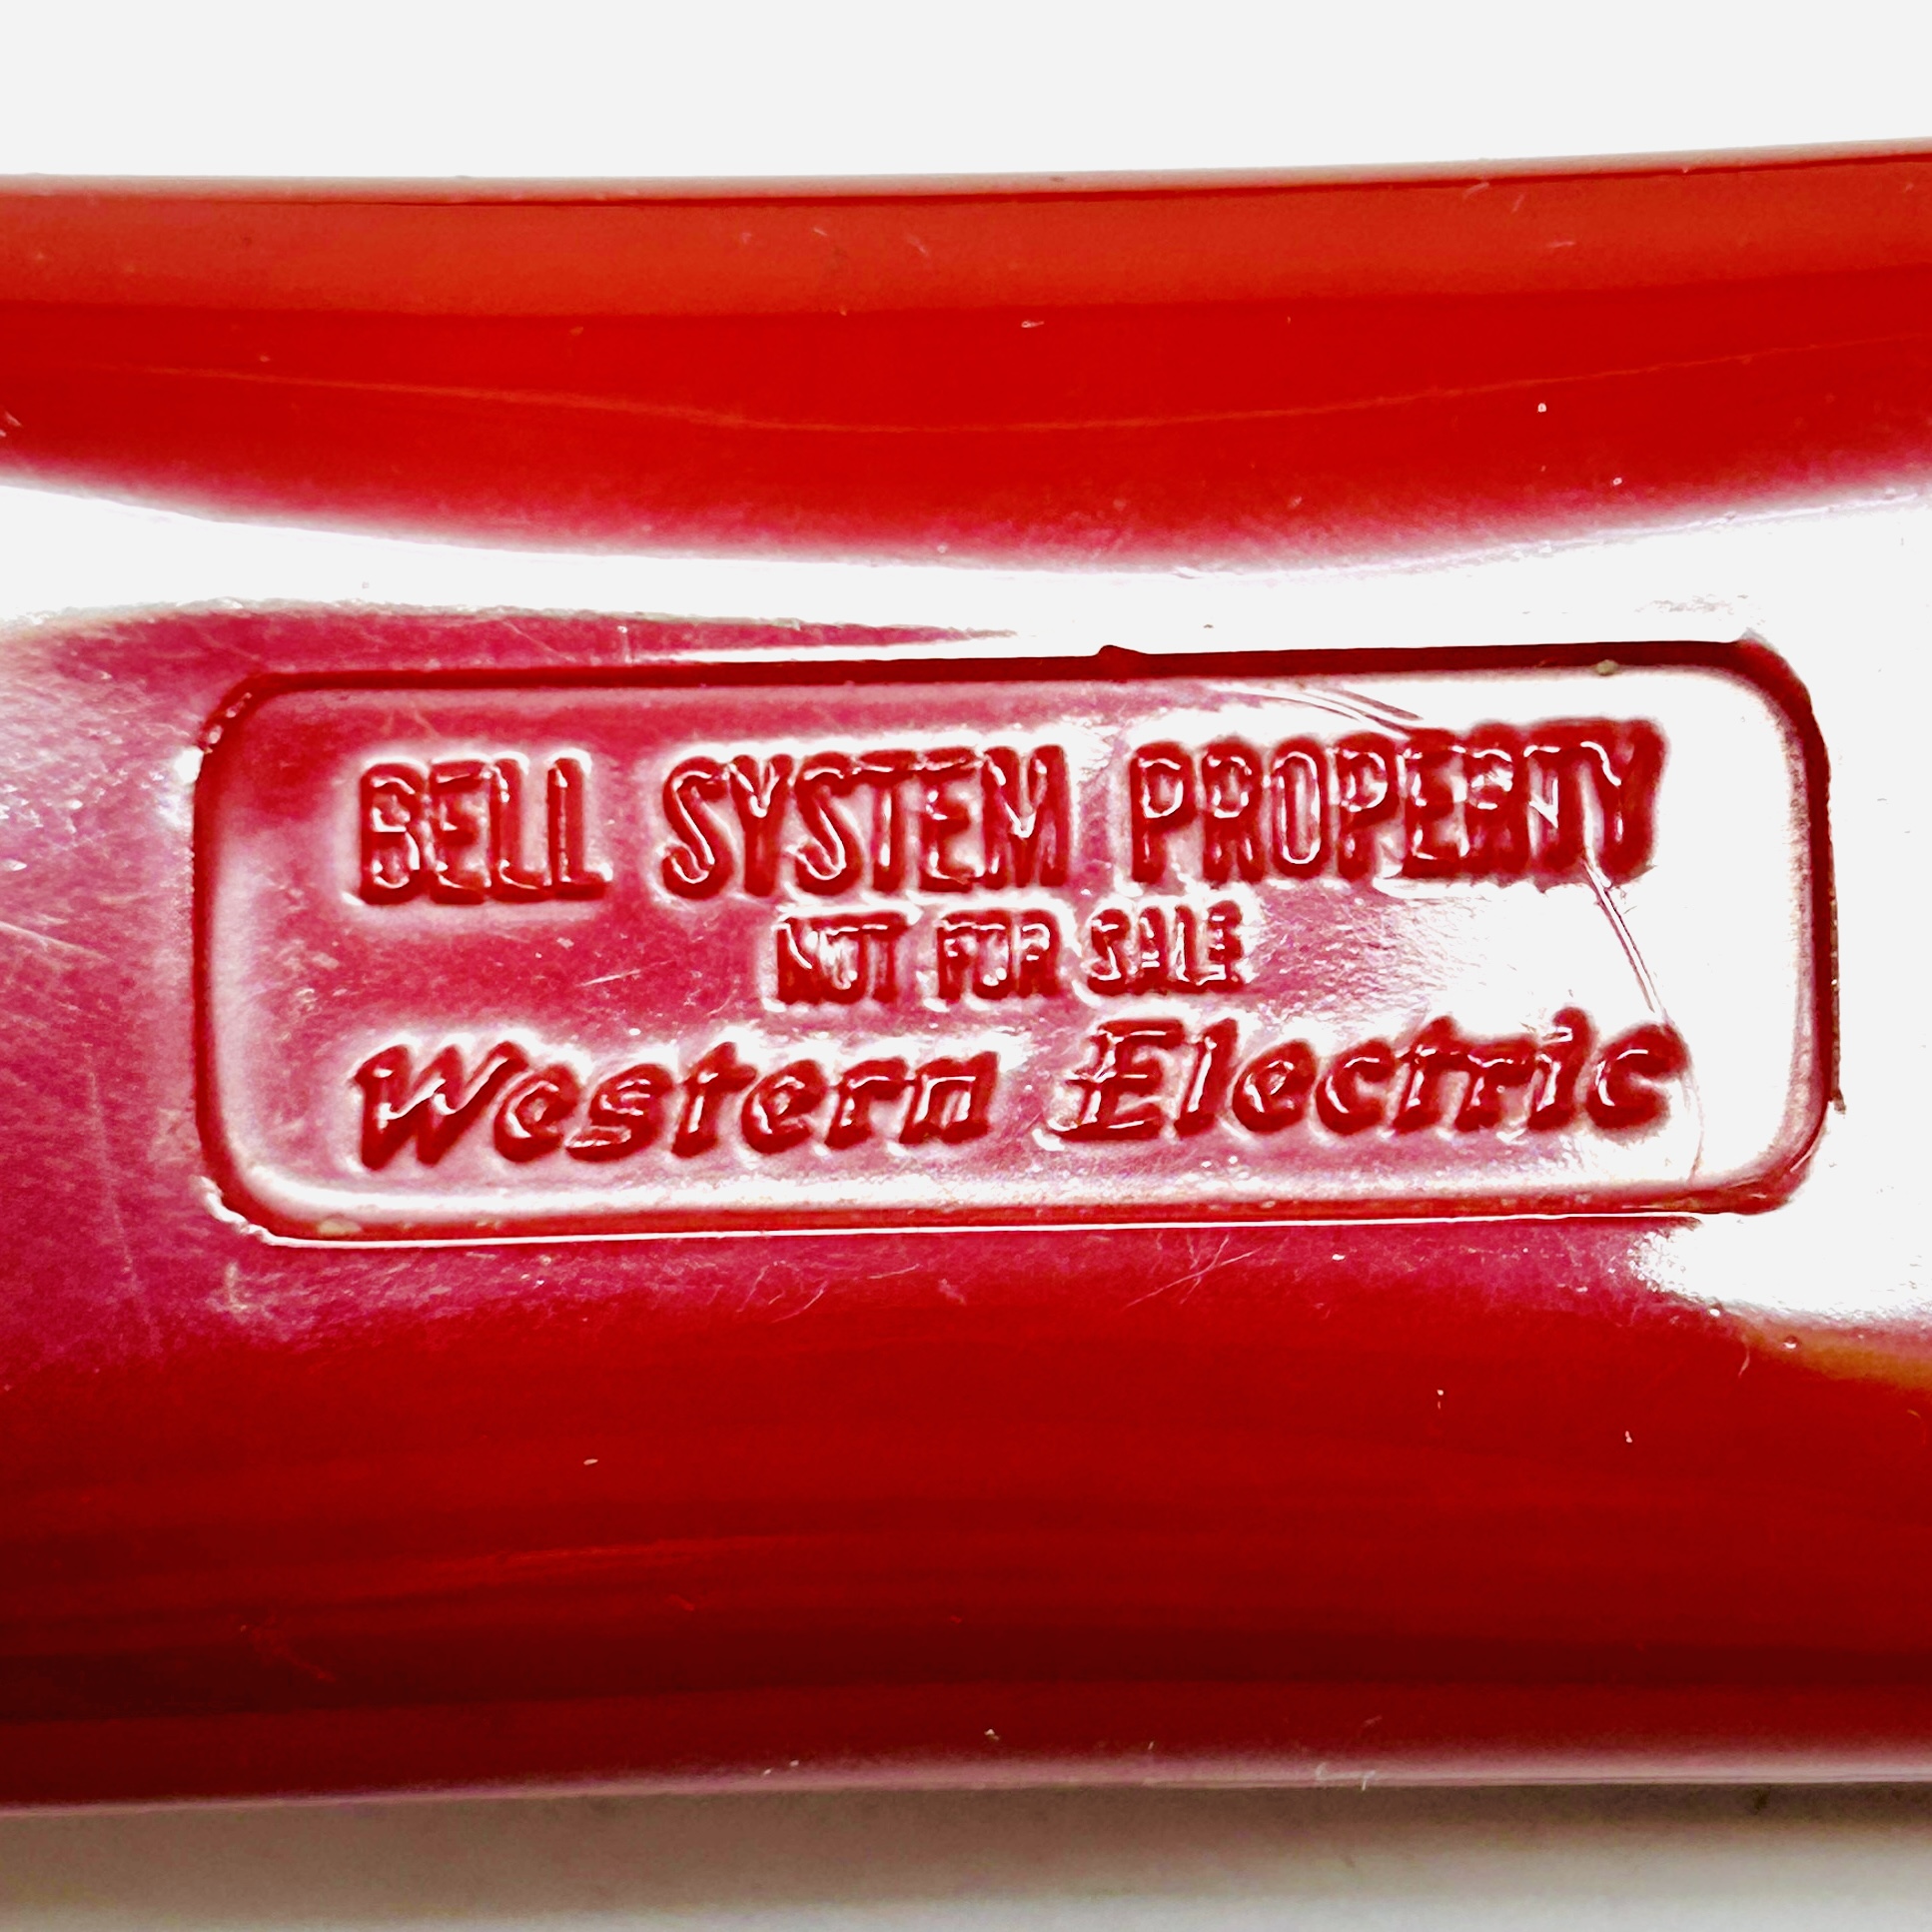 BELL SYSTEM PROPERTY
NOT FOR SALE
Western Electric